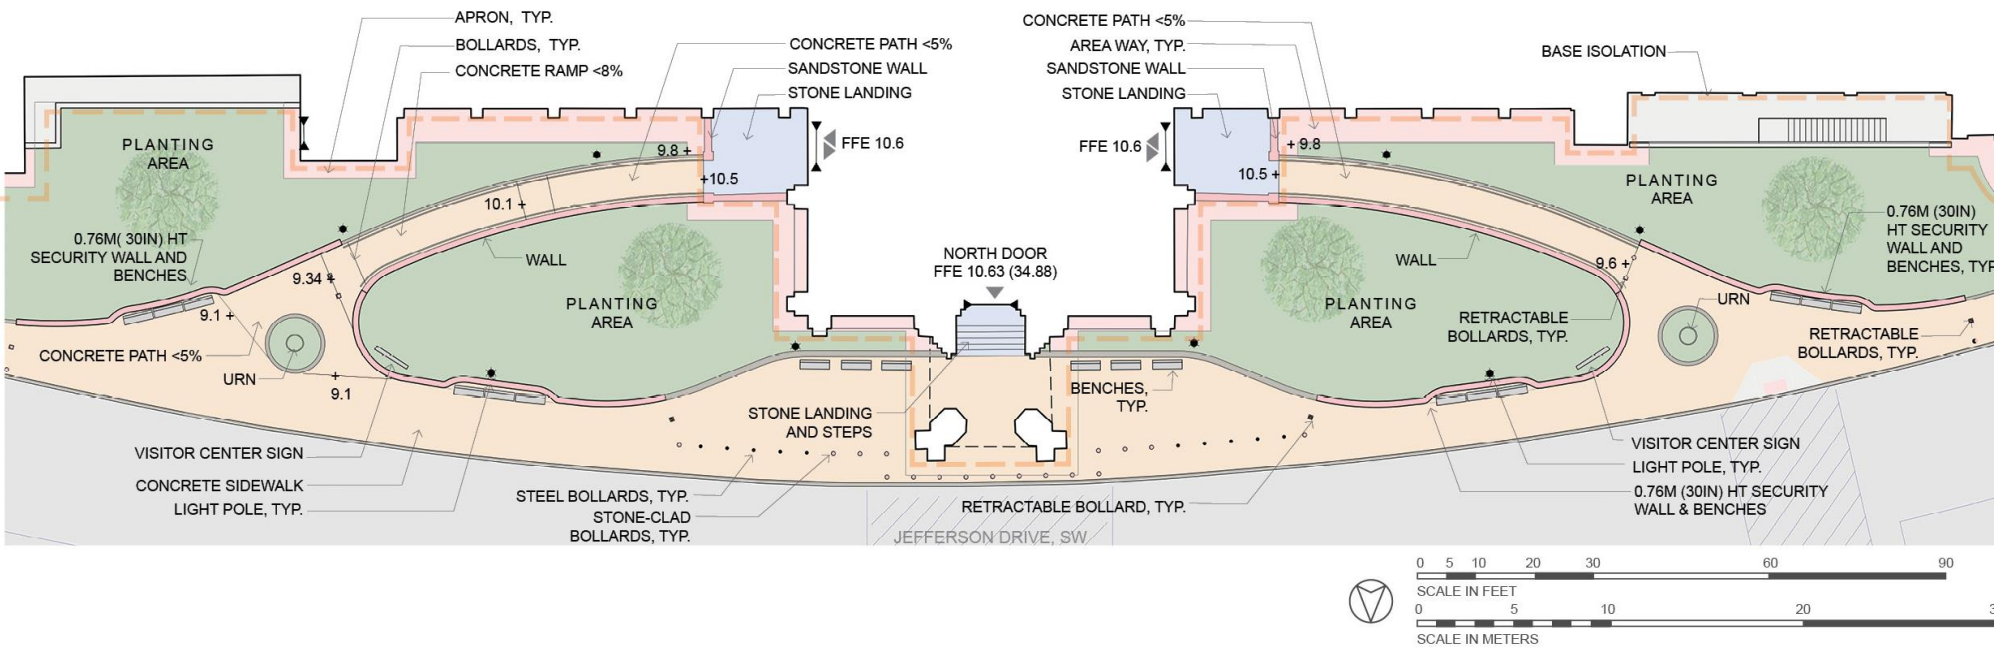 APRON, TYP.
BOLLARDS, TYP.
CONCRETE RAMP <8%
CONCRETE PATH <5%
SANDSTONE WALL
STONE LANDING
CONCRETE PATH <5%
AREA WAY, TYP.
SANDSTONE WALL
STONE LANDING
BASE ISOLATION
PLANTING
AREA
9.8 +
FFE 10.6
FFE 10.6
+ 9.8
+10.5
10.5 +
10.1 +
PLANTING
AREA
0.76M( 30IN) HT
SECURITY WALL AND
BENCHES
WALL
NORTH DOOR
FFE 10.63 (34.88)
WALL
9.6 +
0.76M (30IN)
HT SECURITY
WALL AND
BENCHES, TYP
9.34 +
9.1 +
PLANTING
AREA
PLANTING
AREA
URN
RETRACTABLE
BOLLARDS, TYP.
RETRACTABLE
BOLLARDS, TYP.
CONCRETE PATH <5%
URN
+
9.1
BENCHES,
TYP.
STONE LANDING
AND STEPS
VISITOR CENTER SIGN
CONCRETE SIDEWALK
LIGHT POLE, TYP.
STEEL BOLLARDS, TYP.
STONE-CLAD
BOLLARDS, TYP.
RETRACTABLE BOLLARD, TYP.
VISITOR CENTER SIGN
LIGHT POLE, TYP.
0.76M (30IN) HT SECURITY
WALL & BENCHES
JEFFERSON DRIVE, SW
0 5 10 20 30 60 90
SCALE IN FEET
0 5 10 20 3
SCALE IN METERS